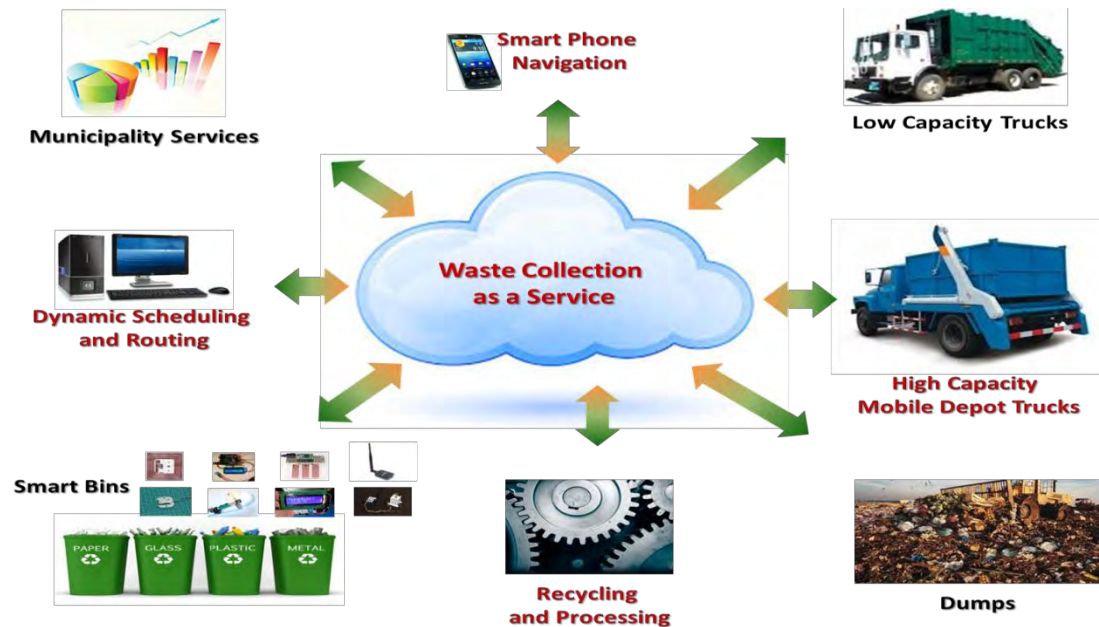 Smart Phone
Navigation
Municipality Services
Low Capacity Trucks
Waste Collection
as a Service
Dynamic Scheduling
and Routing
High Capacity
Mobile Depot Trucks
Smart Bins
PAPER
GLASS
PLASTIC
METAL
Recycling
and Processing
Dumps